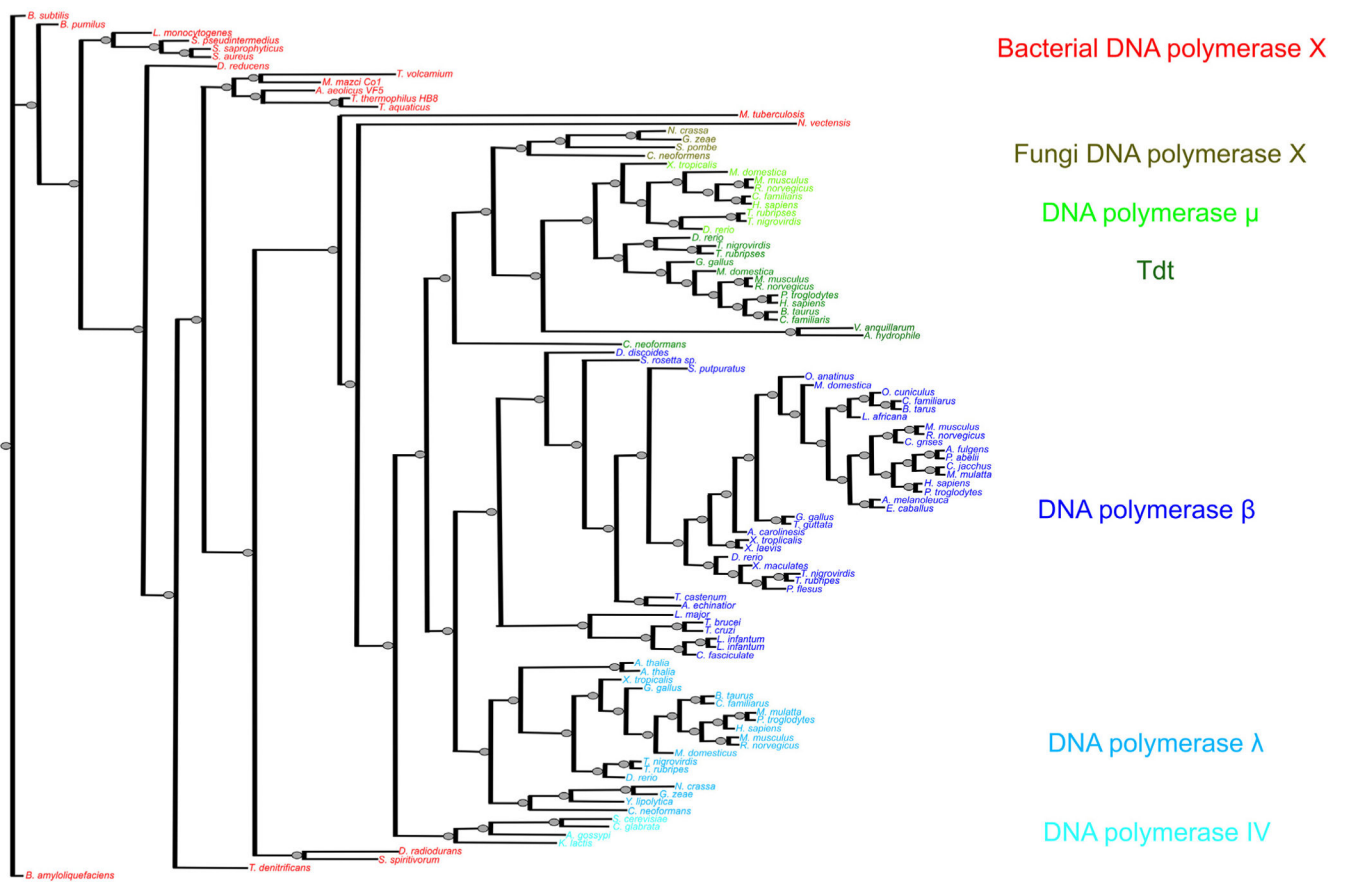 B. subtilis
B. pumilus
L. monocytogenes
S. pseudintermedius
S. saprophyticus
S. aureus
D. reducens
T. volcamium
M. mazci Co1
A. aeolicus VF5
T. thermophilus HB8
T. aquaticus
M. tuberculosis
N. vectensis
Bacterial DNA polymerase X
N. crassa
G. zeae
S. pombe
C. neoformens
Fungi DNA polymerase X
X. tropicalis
M. domestica
M. musculus
R. norvegicus
C. familiaris
H. sapiens
T. rubripses
T. nigrovirdis
D. rerio
DNA polymerase μ
D. rerio
T. nigrovirdis
T. rubripses
G. gallus
M. domestica
M. musculus
R. norvegicus
P. troglodytes
H. sapiens
B. taurus
C. familiaris
V. anquillarum
A. hydrophile
C. neoformans
Tdt
D. discoides
S. rosetta sp.
S. putpuratus
O. anatinus
M. domestica
O. cuniculus
C. familiarus
B. tarus
L. africana
M. musculus
R. norvegicus
C. grises
A. fulgens
P. abelii
C. jacchus
M. mulatta
H. sapiens
P. troglodytes
A. melanoleuca
E. caballus
G. gallus
T. guttata
A. carolinesis
X. troplicalis
X. laevis
D. rerio
X. maculates
T. nigrovirdis
T. rubripes
P. flesus
T. castenum
A. echinatior
L. major
T. brucei
T. cruzi
L. infantum
L. infantum
C. fasciculate
DNA polymerase β
A. thalia
A. thalia
X. tropicalis
G. gallus
B. taurus
C. familiarus
M. mulatta
P. troglodytes
H. sapiens
M. musculus
R. norvegicus
M. domesticus
T. nigrovirdis
T. rubripes
D. rerio
N. crassa
G. zeae
Y. lipolytica
C. neoformans
DNA polymerase λ
S. cerevisiae
C. glabrata
A. gossypi
K. lactis
DNA polymerase IV
D. radiodurans
S. spiritivorum
T. denitrificans
B. amyloliquefaciens